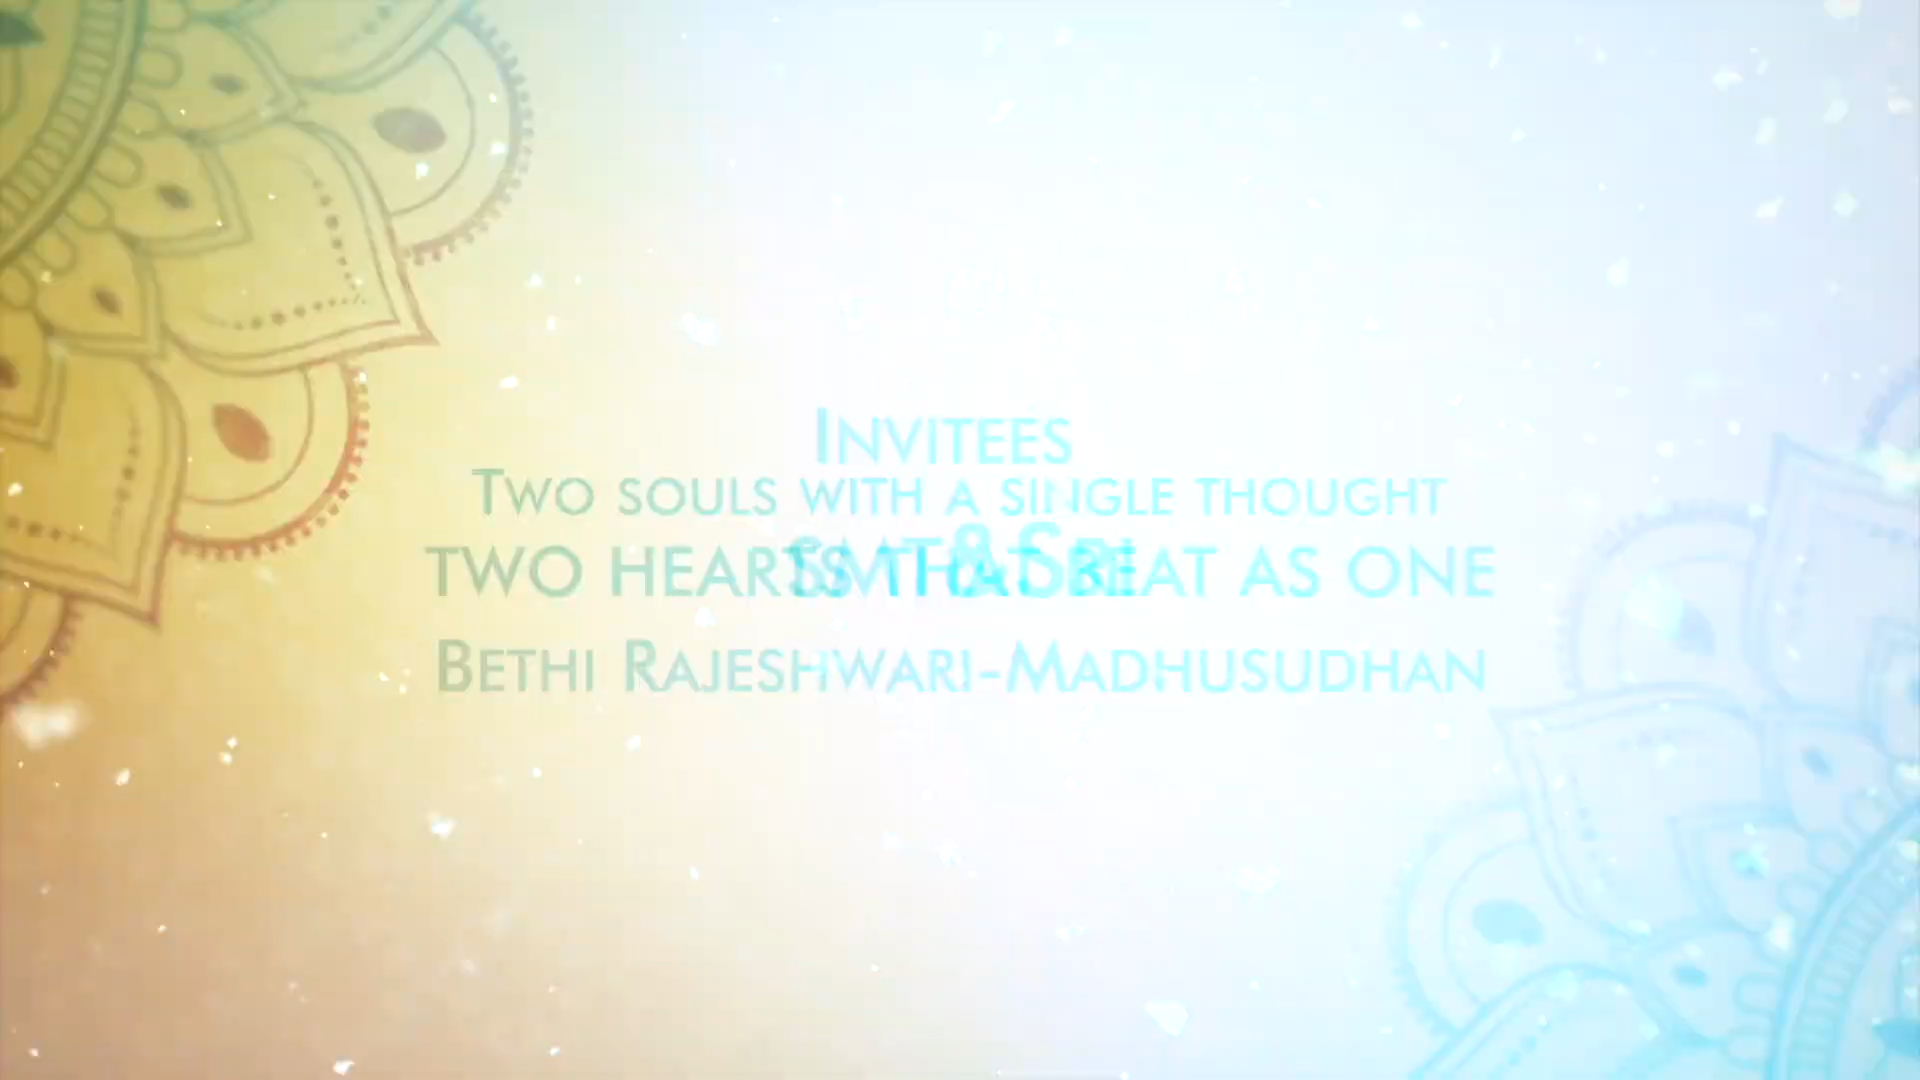 Invitees
Two souls with a single thought
Smt & Sri
two hearts that beat as one
Bethi Rajeshwari-Madhusudhan